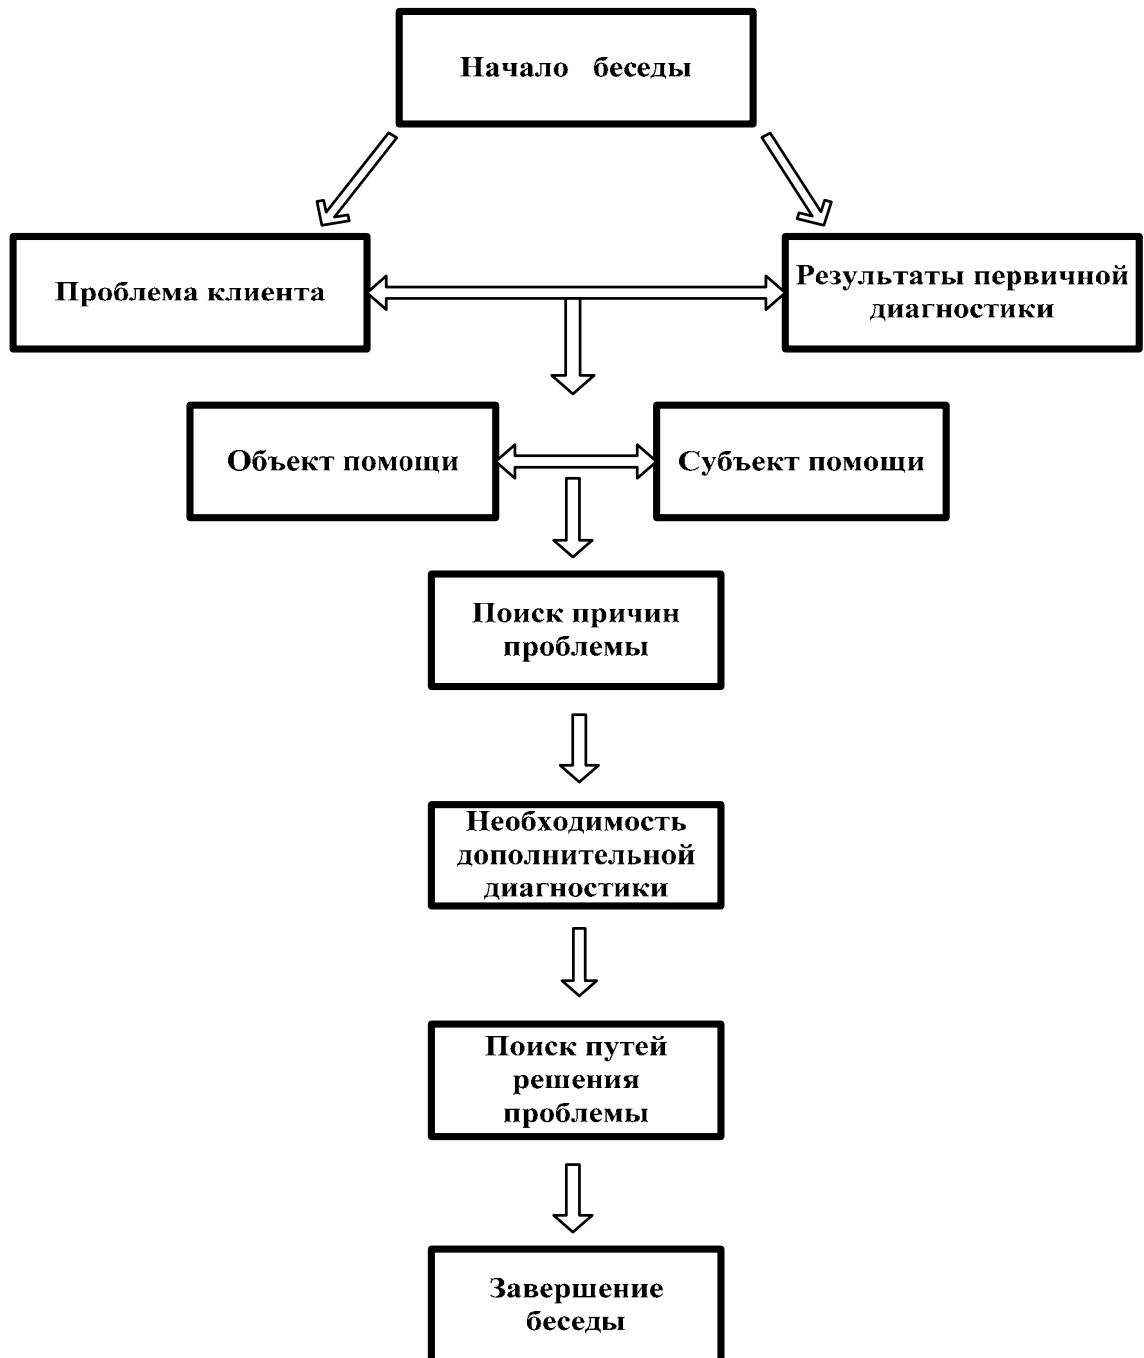 Начало беседы
Проблема клиента
Результаты первичной
диагностики
Объект помощи
Субъект помощи
Поиск причин
проблемы
Необходимость
дополнительной
диагностики
Поиск путей
решения
проблемы
Завершение
беседы